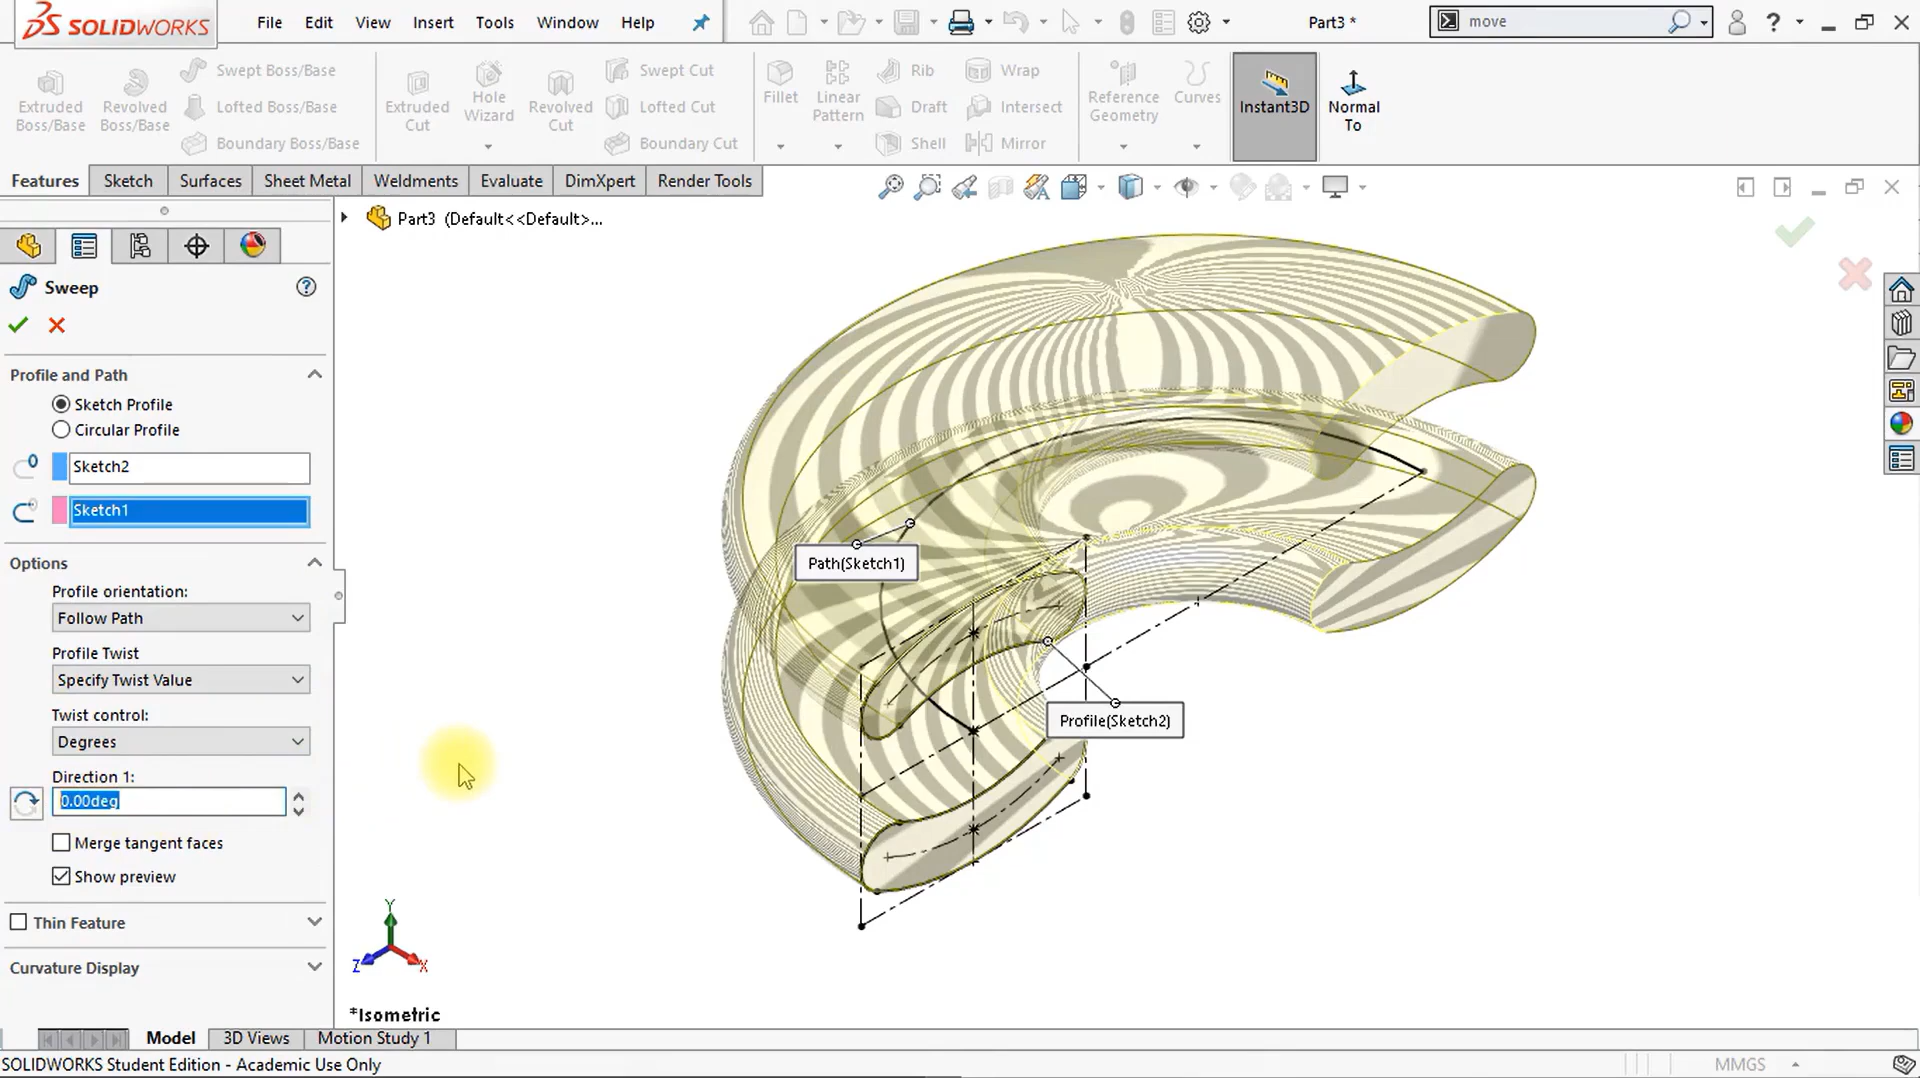 SOLIDWORKS File Edit View Insert Tools Window Help Part3 * move ?
Extruded Boss/Base
Revolved Boss/Base
Swept Boss/Base
Lofted Boss/Base
Boundary Boss/Base
Extruded Cut
Hole Wizard
Revolved Cut
Swept Cut
Lofted Cut
Boundary Cut
Fillet
Linear Pattern
Rib
Draft
Shell
Wrap
Intersect
Mirror
Reference Geometry
Curves
Instant3D
Normal To
Features Sketch Surfaces Sheet Metal Weldments Evaluate DimXpert Render Tools
Part3 (Default<<Default>...
Sweep
Profile and Path
Sketch Profile
Circular Profile
Sketch2
Sketch1
Options
Profile orientation:
Follow Path
Profile Twist
Specify Twist Value
Twist control:
Degrees
Direction 1:
0.00deg
Merge tangent faces
Show preview
Thin Feature
Curvature Display
Path(Sketch1)
Profile(Sketch2)
Y
Z
X
*Isometric
Model 3D Views Motion Study 1
SOLIDWORKS Student Edition - Academic Use Only MMGS